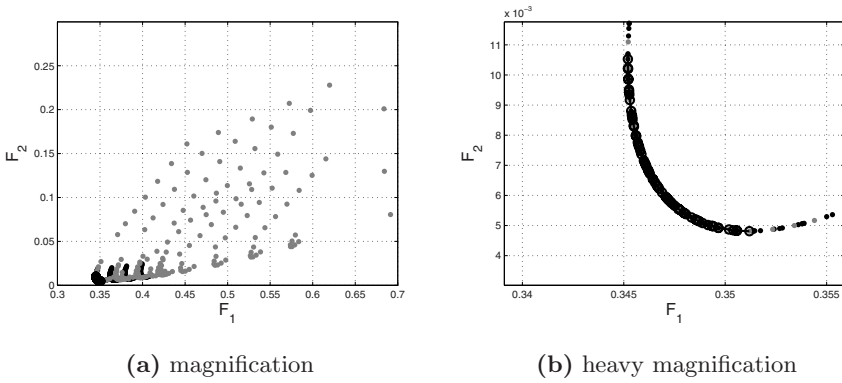 x 10⁻³
0.25
0.2
0.15
0.1
0.05
0
F₂
0.3 0.35 0.4 0.45 0.5 0.55 0.6 0.65 0.7
F₁
11
10
9
8
7
6
5
4
F₂
0.34 0.345 0.35 0.355
F₁
(a) magnification
(b) heavy magnification